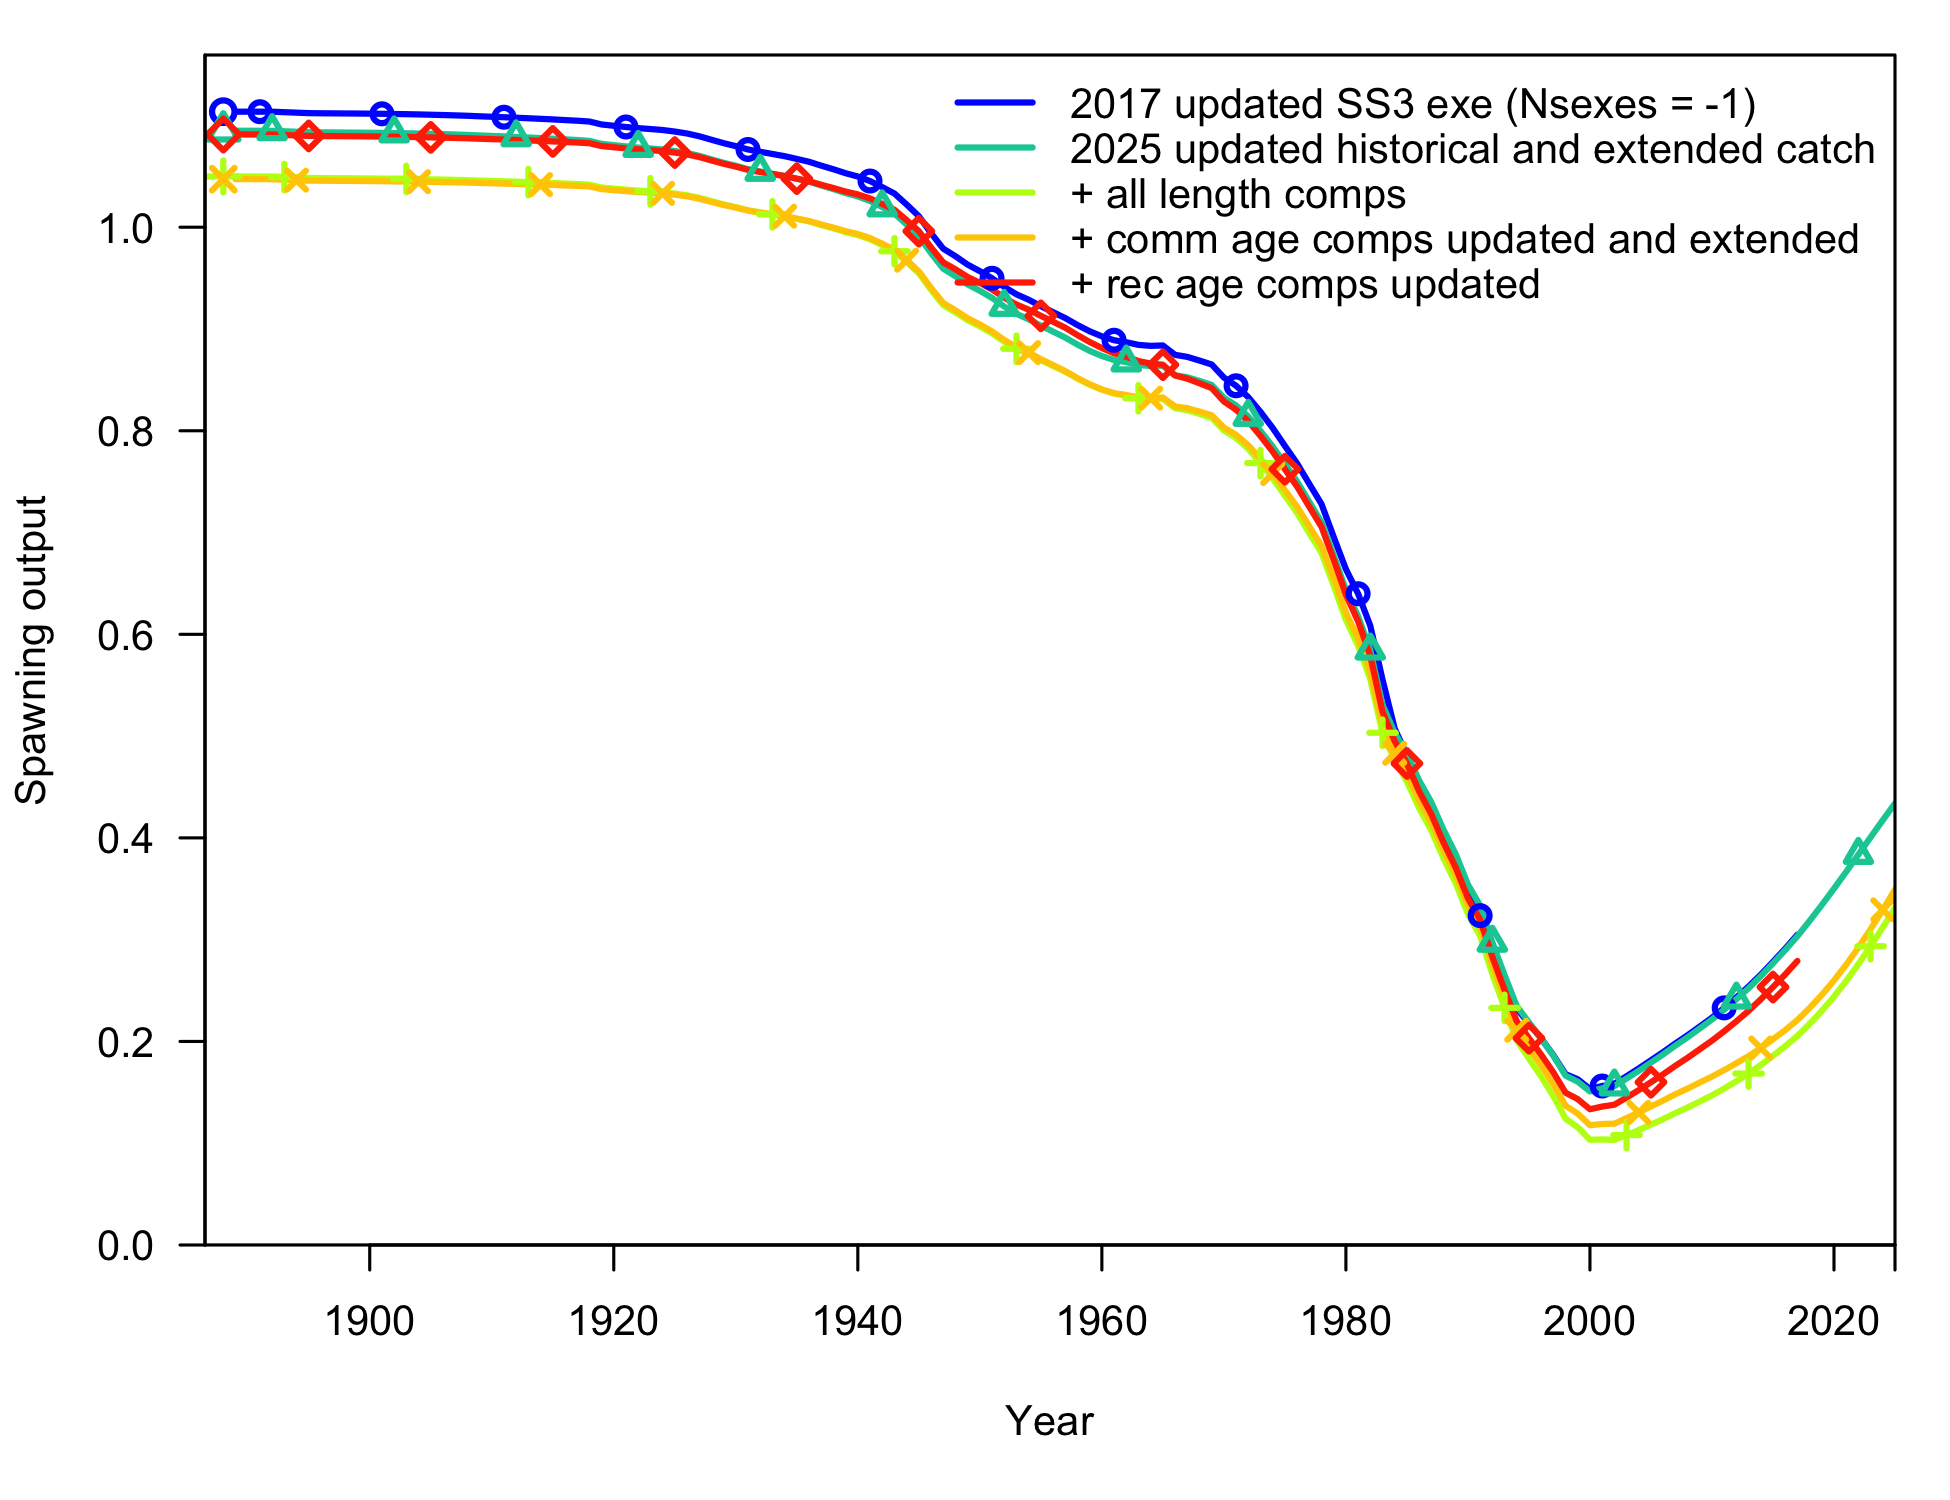 2017 updated SS3 exe (Nsexes = -1)
2025 updated historical and extended catch
+ all length comps
+ comm age comps updated and extended
+ rec age comps updated
Spawning output
1.0
0.8
0.6
0.4
0.2
0.0
1900 1920 1940 1960 1980 2000 2020
Year